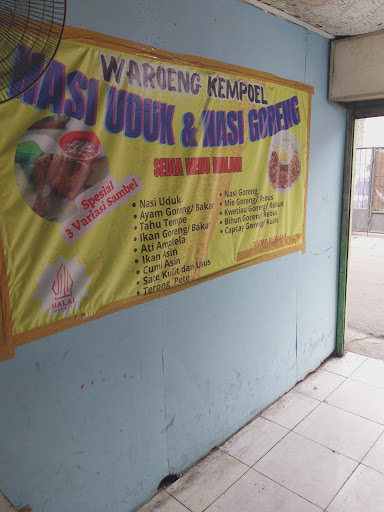 WAROENG KEMPOEL
NASI UDUK & NASI GORENG
SEDIA MENU MALAM
Spesial
3 Variasi Sambel
• Nasi Uduk
• Ayam Goreng/ Bakar
• Tahu Tempe
• Ikan Goreng/ Bakar
• Ati Ampela
• Ikan Asin
• Cumi Asin
• Sate Kulit dan Usus
• Terong, Pete
• Nasi Goreng
• Mie Goreng/ Rebus
• Kwetiau Goreng/ Rebus
• Bihun Goreng/ Rebus
• Capcay Goreng/ Kuah
HALAL